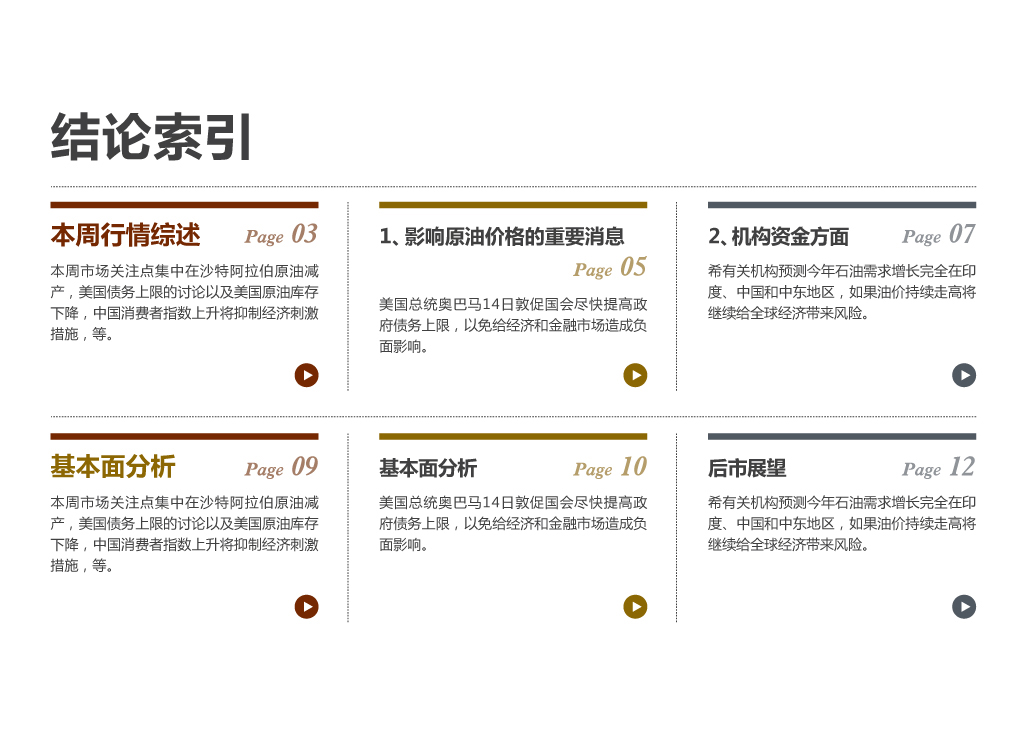 结论索引
本周行情综述 Page 03
本周市场关注点集中在沙特阿拉伯原油减
产，美国债务上限的讨论以及美国原油库存
下降，中国消费者指数上升将抑制经济刺激
措施，等。
1、影响原油价格的重要消息
Page 05
美国总统奥巴马14日敦促国会尽快提高政
府债务上限，以免给经济和金融市场造成负
面影响。
2、机构资金方面 Page 07
希有关机构预测今年石油需求增长完全在印
度、中国和中东地区，如果油价持续走高将
继续给全球经济带来风险。
基本面分析 Page 09
本周市场关注点集中在沙特阿拉伯原油减
产，美国债务上限的讨论以及美国原油库存
下降，中国消费者指数上升将抑制经济刺激
措施，等。
基本面分析 Page 10
美国总统奥巴马14日敦促国会尽快提高政
府债务上限，以免给经济和金融市场造成负
面影响。
后市展望 Page 12
希有关机构预测今年石油需求增长完全在印
度、中国和中东地区，如果油价持续走高将
继续给全球经济带来风险。